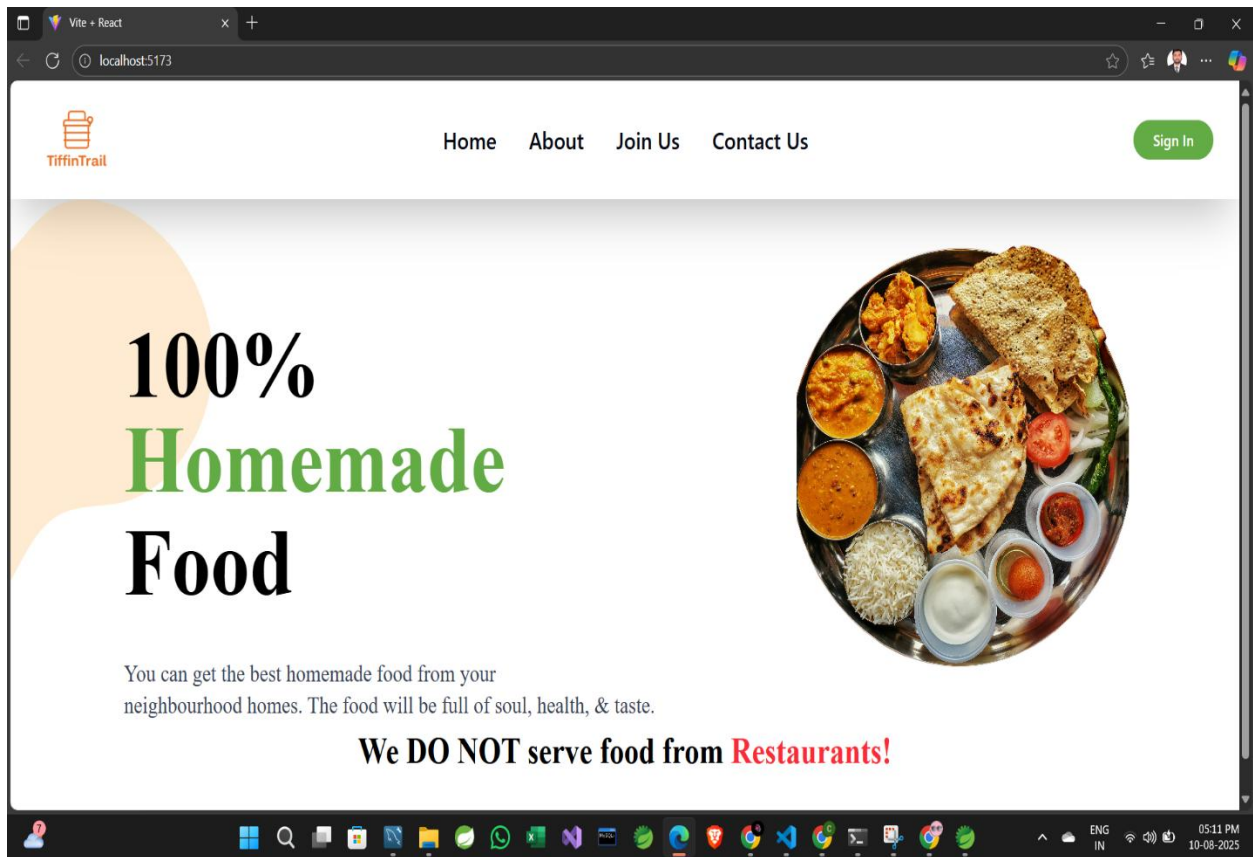 Vite + React
localhost:5173
TiffinTrail
Home About Join Us Contact Us
Sign In
100%
Homemade
Food
You can get the best homemade food from your
neighbourhood homes. The food will be full of soul, health, & taste.
We DO NOT serve food from Restaurants!
7
ENG
IN
05:11 PM
10-08-2025